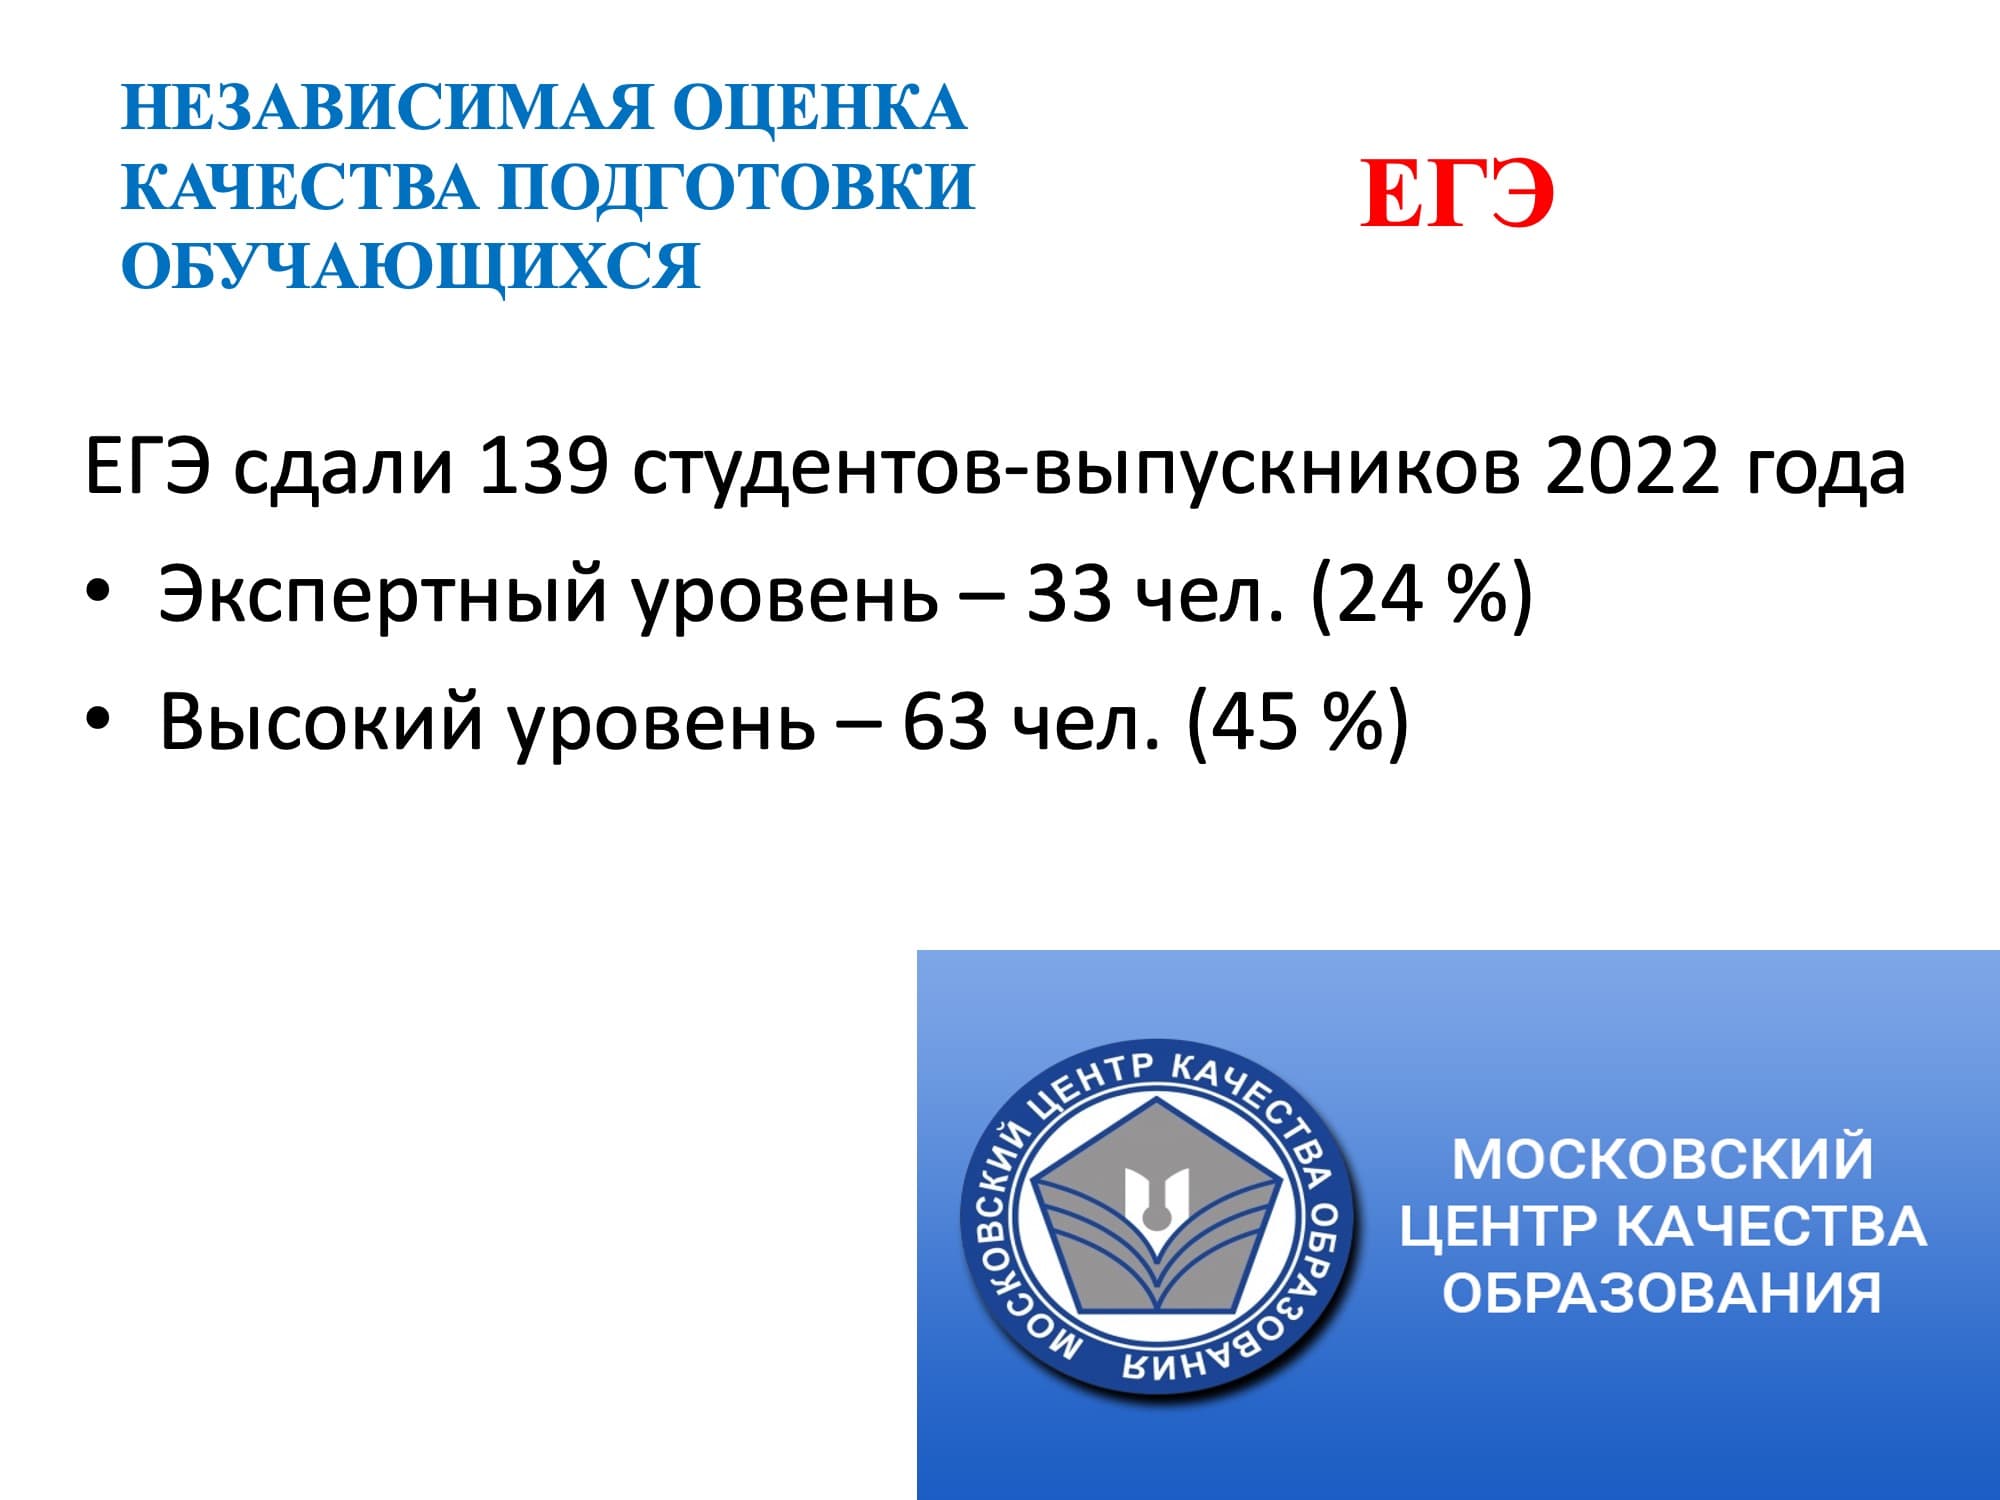 НЕЗАВИСИМАЯ ОЦЕНКА
КАЧЕСТВА ПОДГОТОВКИ
ОБУЧАЮЩИХСЯ
ЕГЭ
ЕГЭ сдали 139 студентов-выпускников 2022 года
• Экспертный уровень – 33 чел. (24 %)
• Высокий уровень – 63 чел. (45 %)
МОСКОВСКИЙ ЦЕНТР КАЧЕСТВА ОБРАЗОВАНИЯ
МОСКОВСКИЙ
ЦЕНТР КАЧЕСТВА
ОБРАЗОВАНИЯ